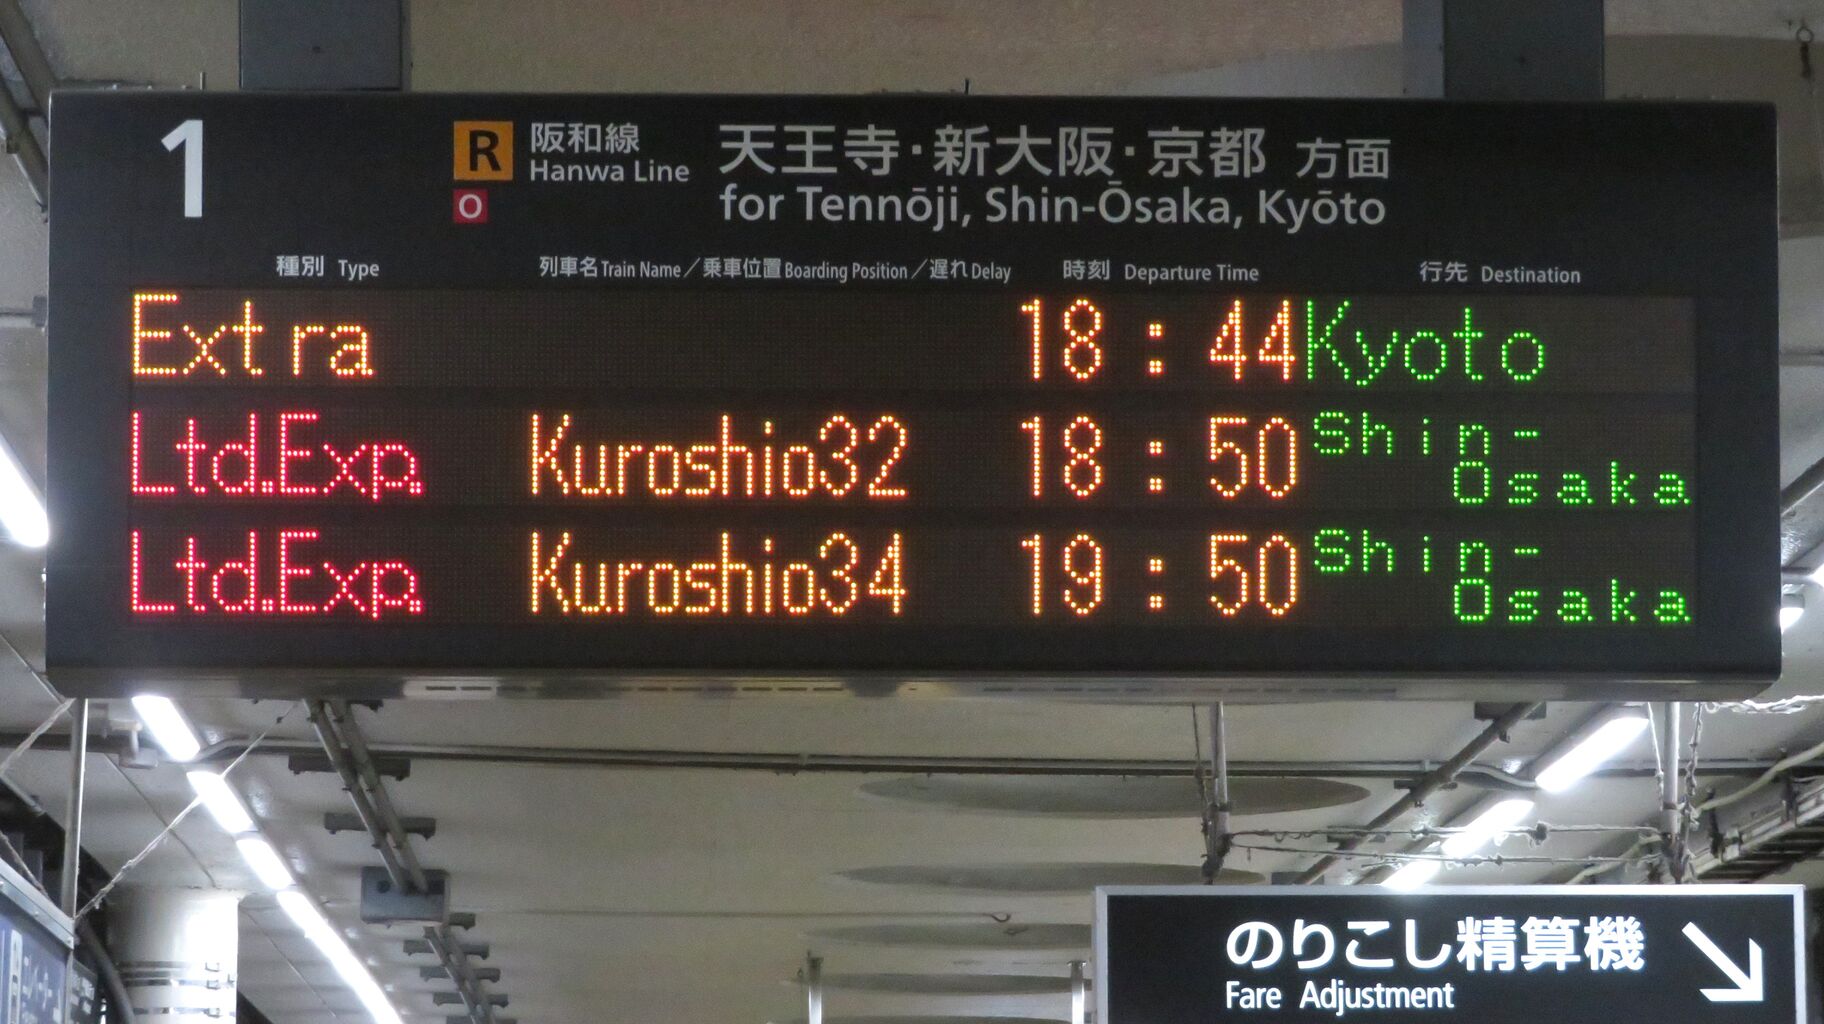 1
R 阪和線 天王寺・新大阪・京都 方面
O Hanwa Line for Tennōji, Shin-Ōsaka, Kyōto
種別 Type 列車名 Train Name／乗車位置 Boarding Position／遅れ Delay 時刻 Departure Time 行先 Destination
Extra 18:44 Kyoto
Ltd.Exp. Kuroshio32 18:50 Shin-Osaka
Ltd.Exp. Kuroshio34 19:50 Shin-Osaka
のりこし精算機
Fare Adjustment